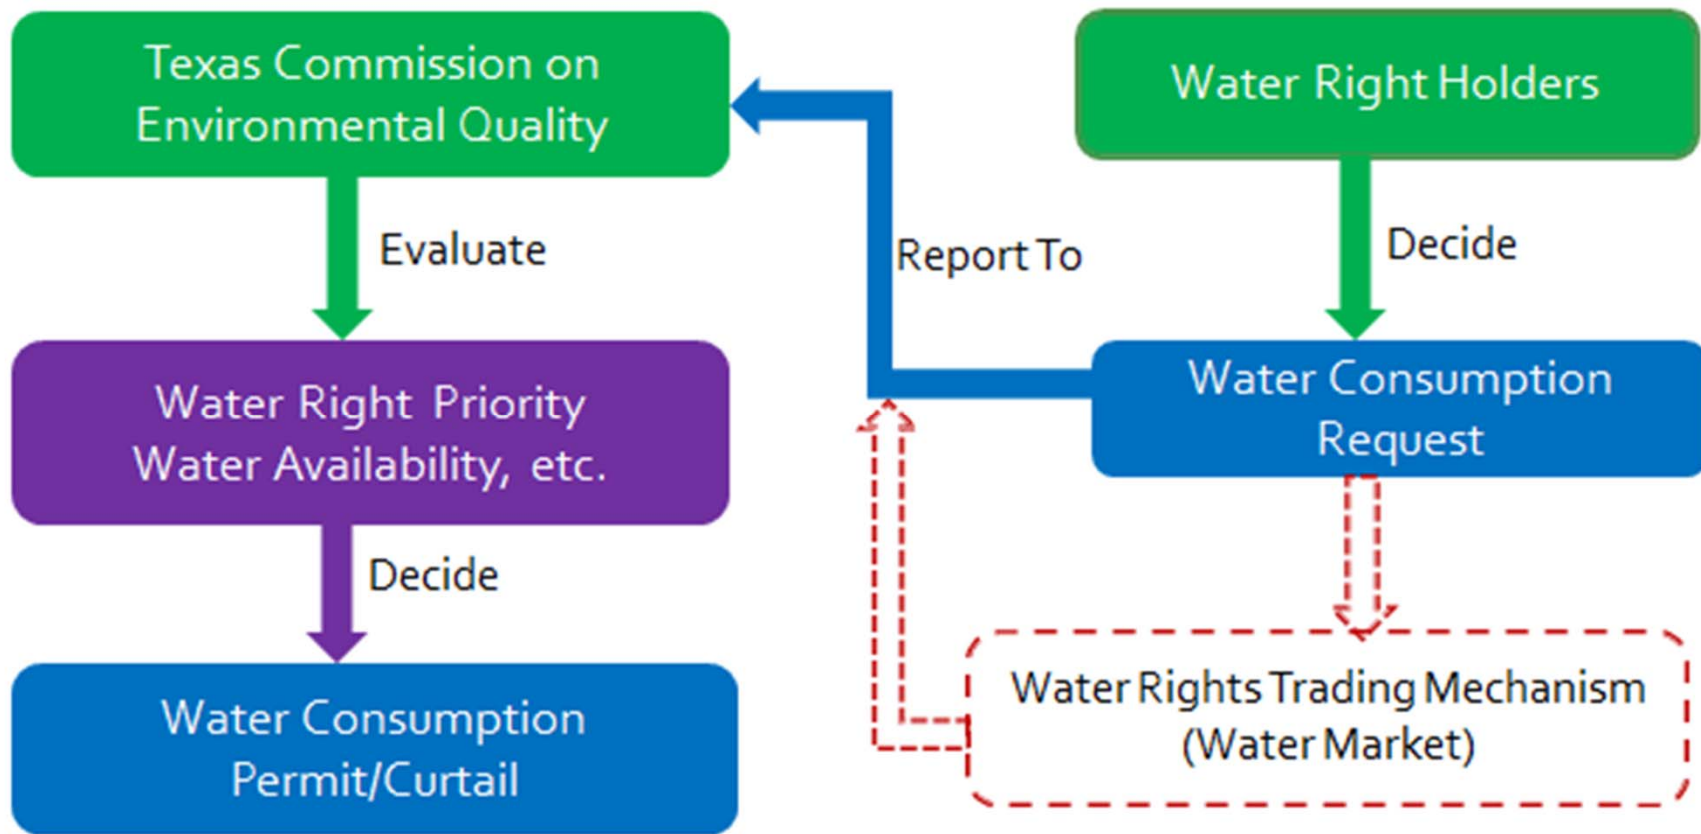 Texas Commission on
Environmental Quality
Evaluate
Water Right Priority
Water Availability, etc.
Decide
Water Consumption
Permit/Curtail
Report To
Water Right Holders
Decide
Water Consumption
Request
Water Rights Trading Mechanism
(Water Market)